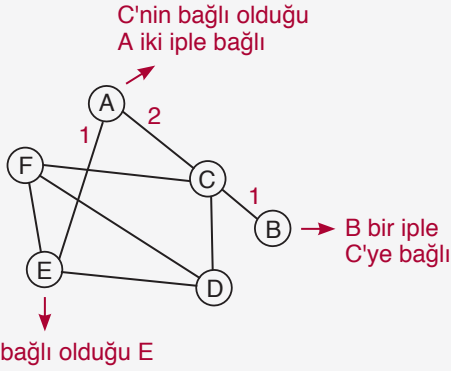 C'nin bağlı olduğu
A iki iple bağlı
A
1
2
F
C
1
B
B bir iple
C'ye bağlı
E
D
bağlı olduğu E